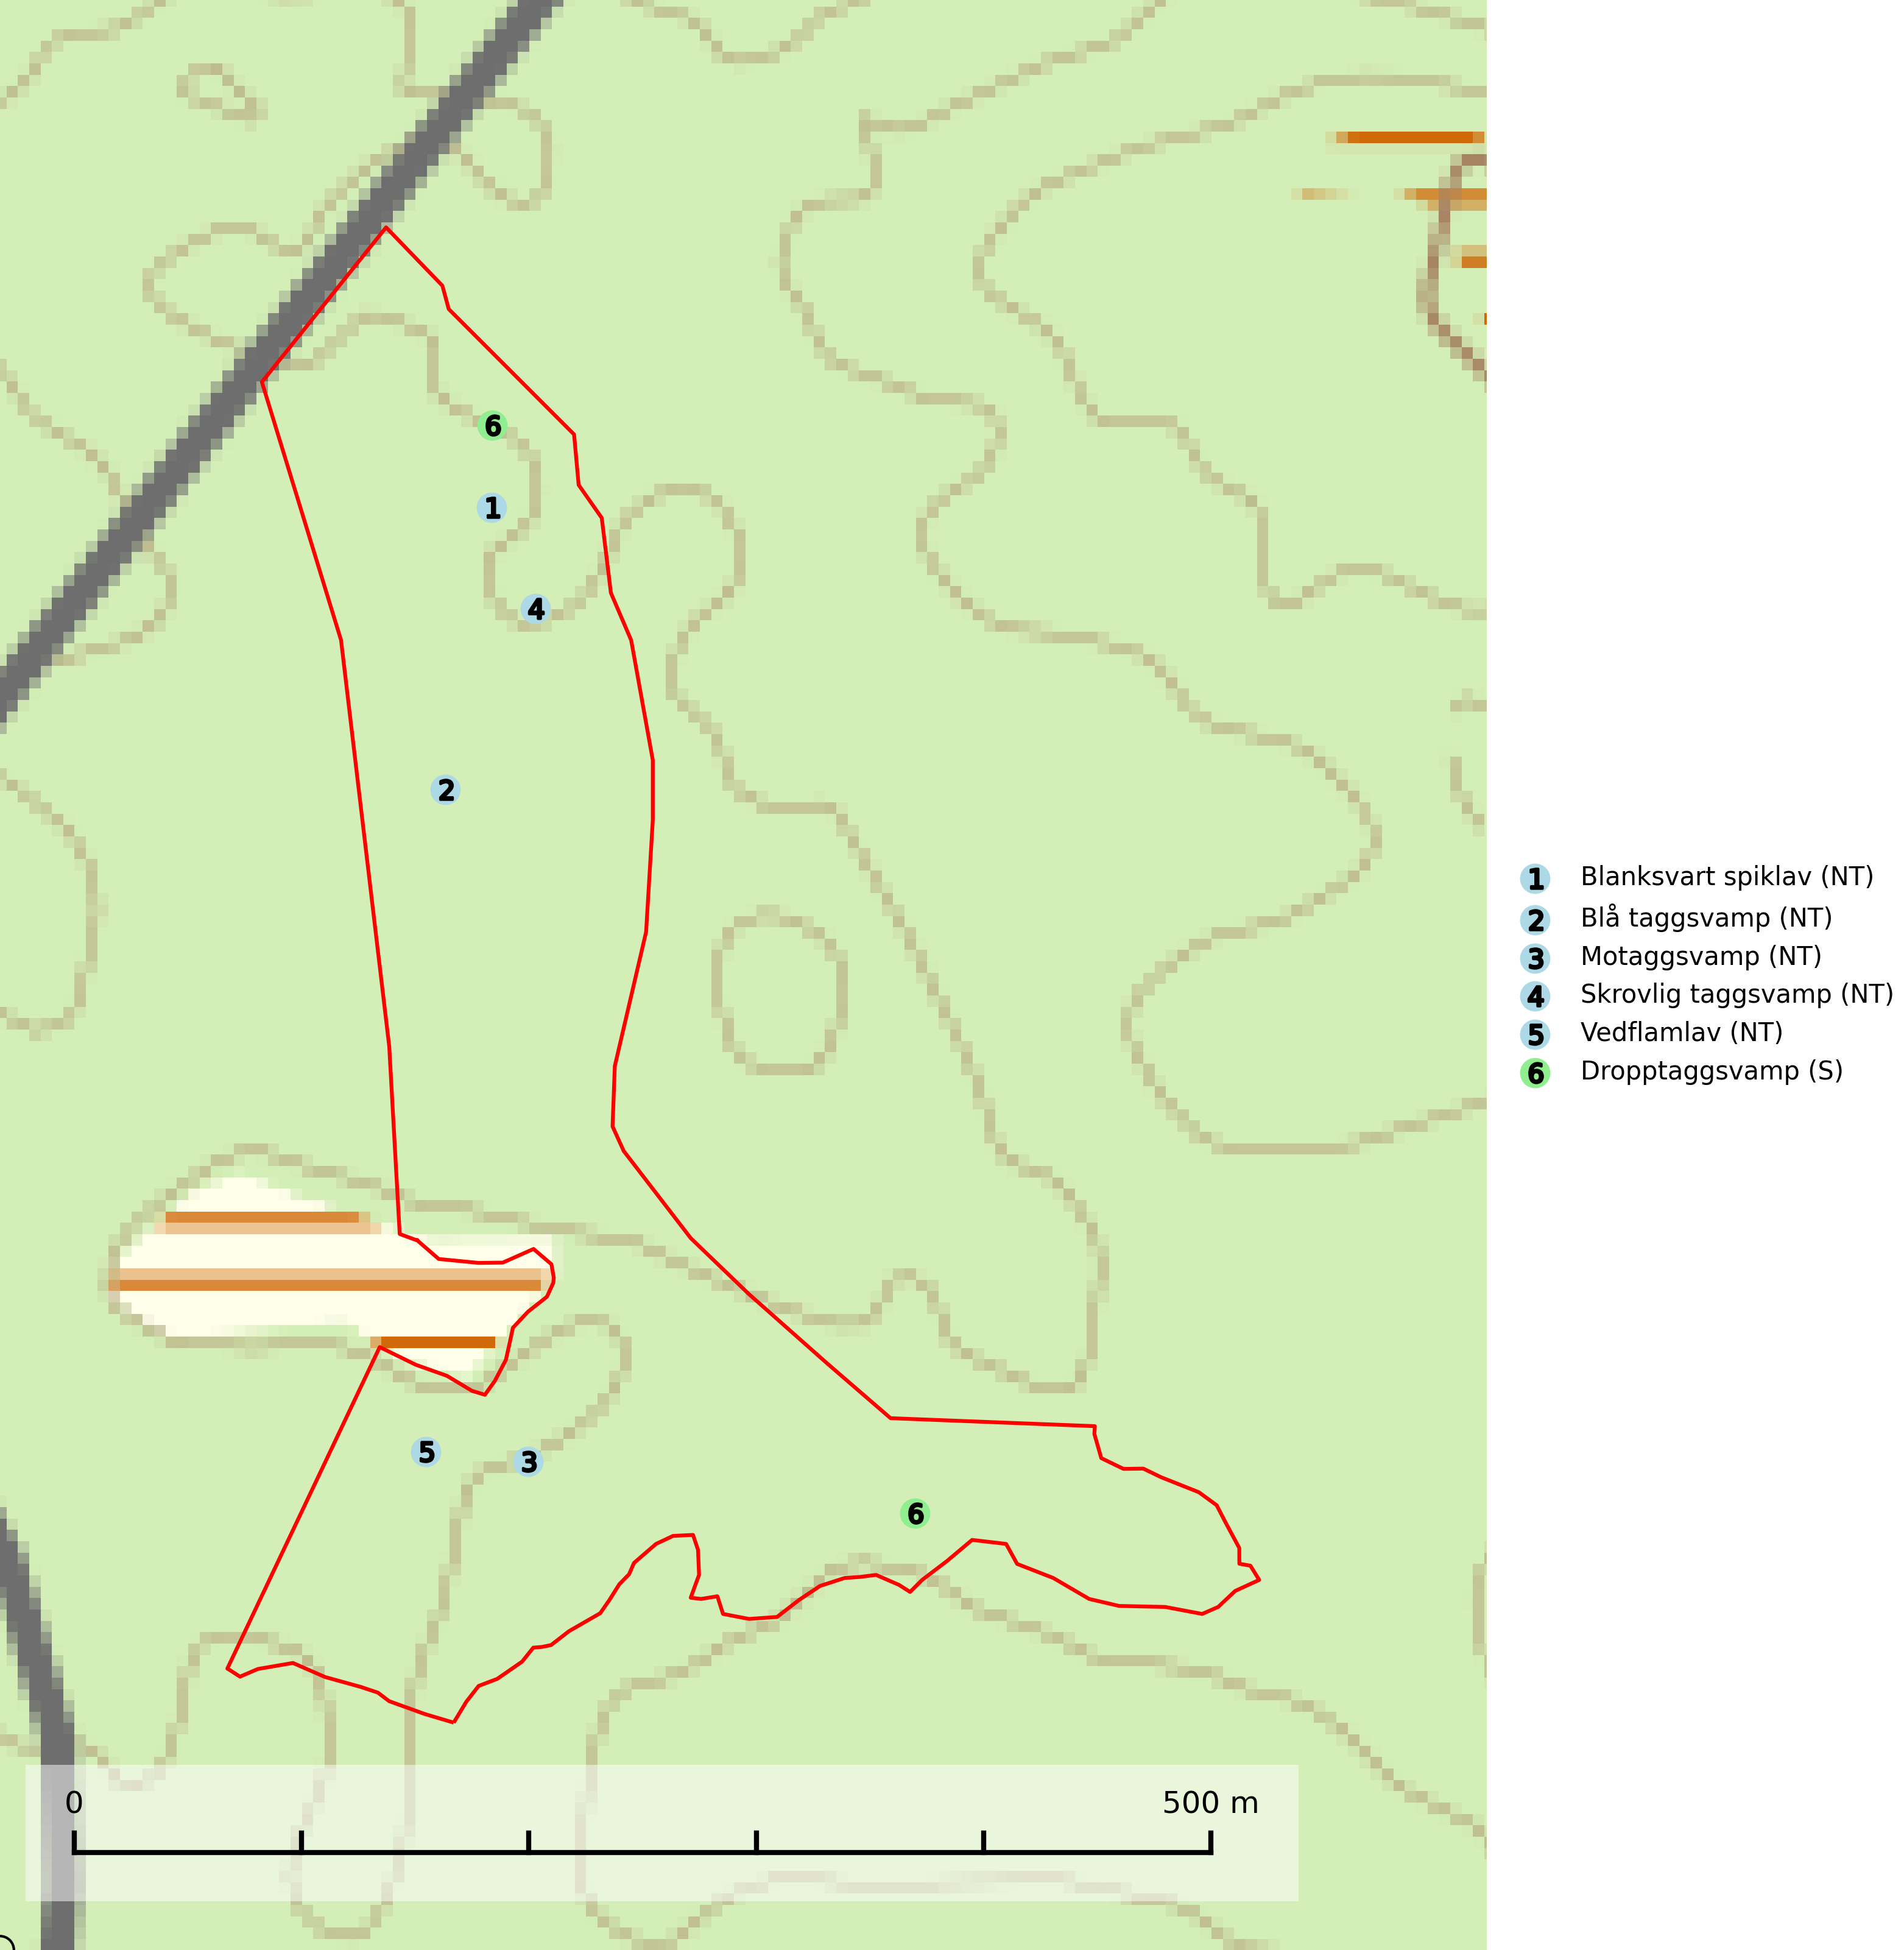 6
1
4
2
5
3
6
1 Blanksvart spiklav (NT)
2 Blå taggsvamp (NT)
3 Motaggsvamp (NT)
4 Skrovlig taggsvamp (NT)
5 Vedflamlav (NT)
6 Dropptaggsvamp (S)
0 500 m